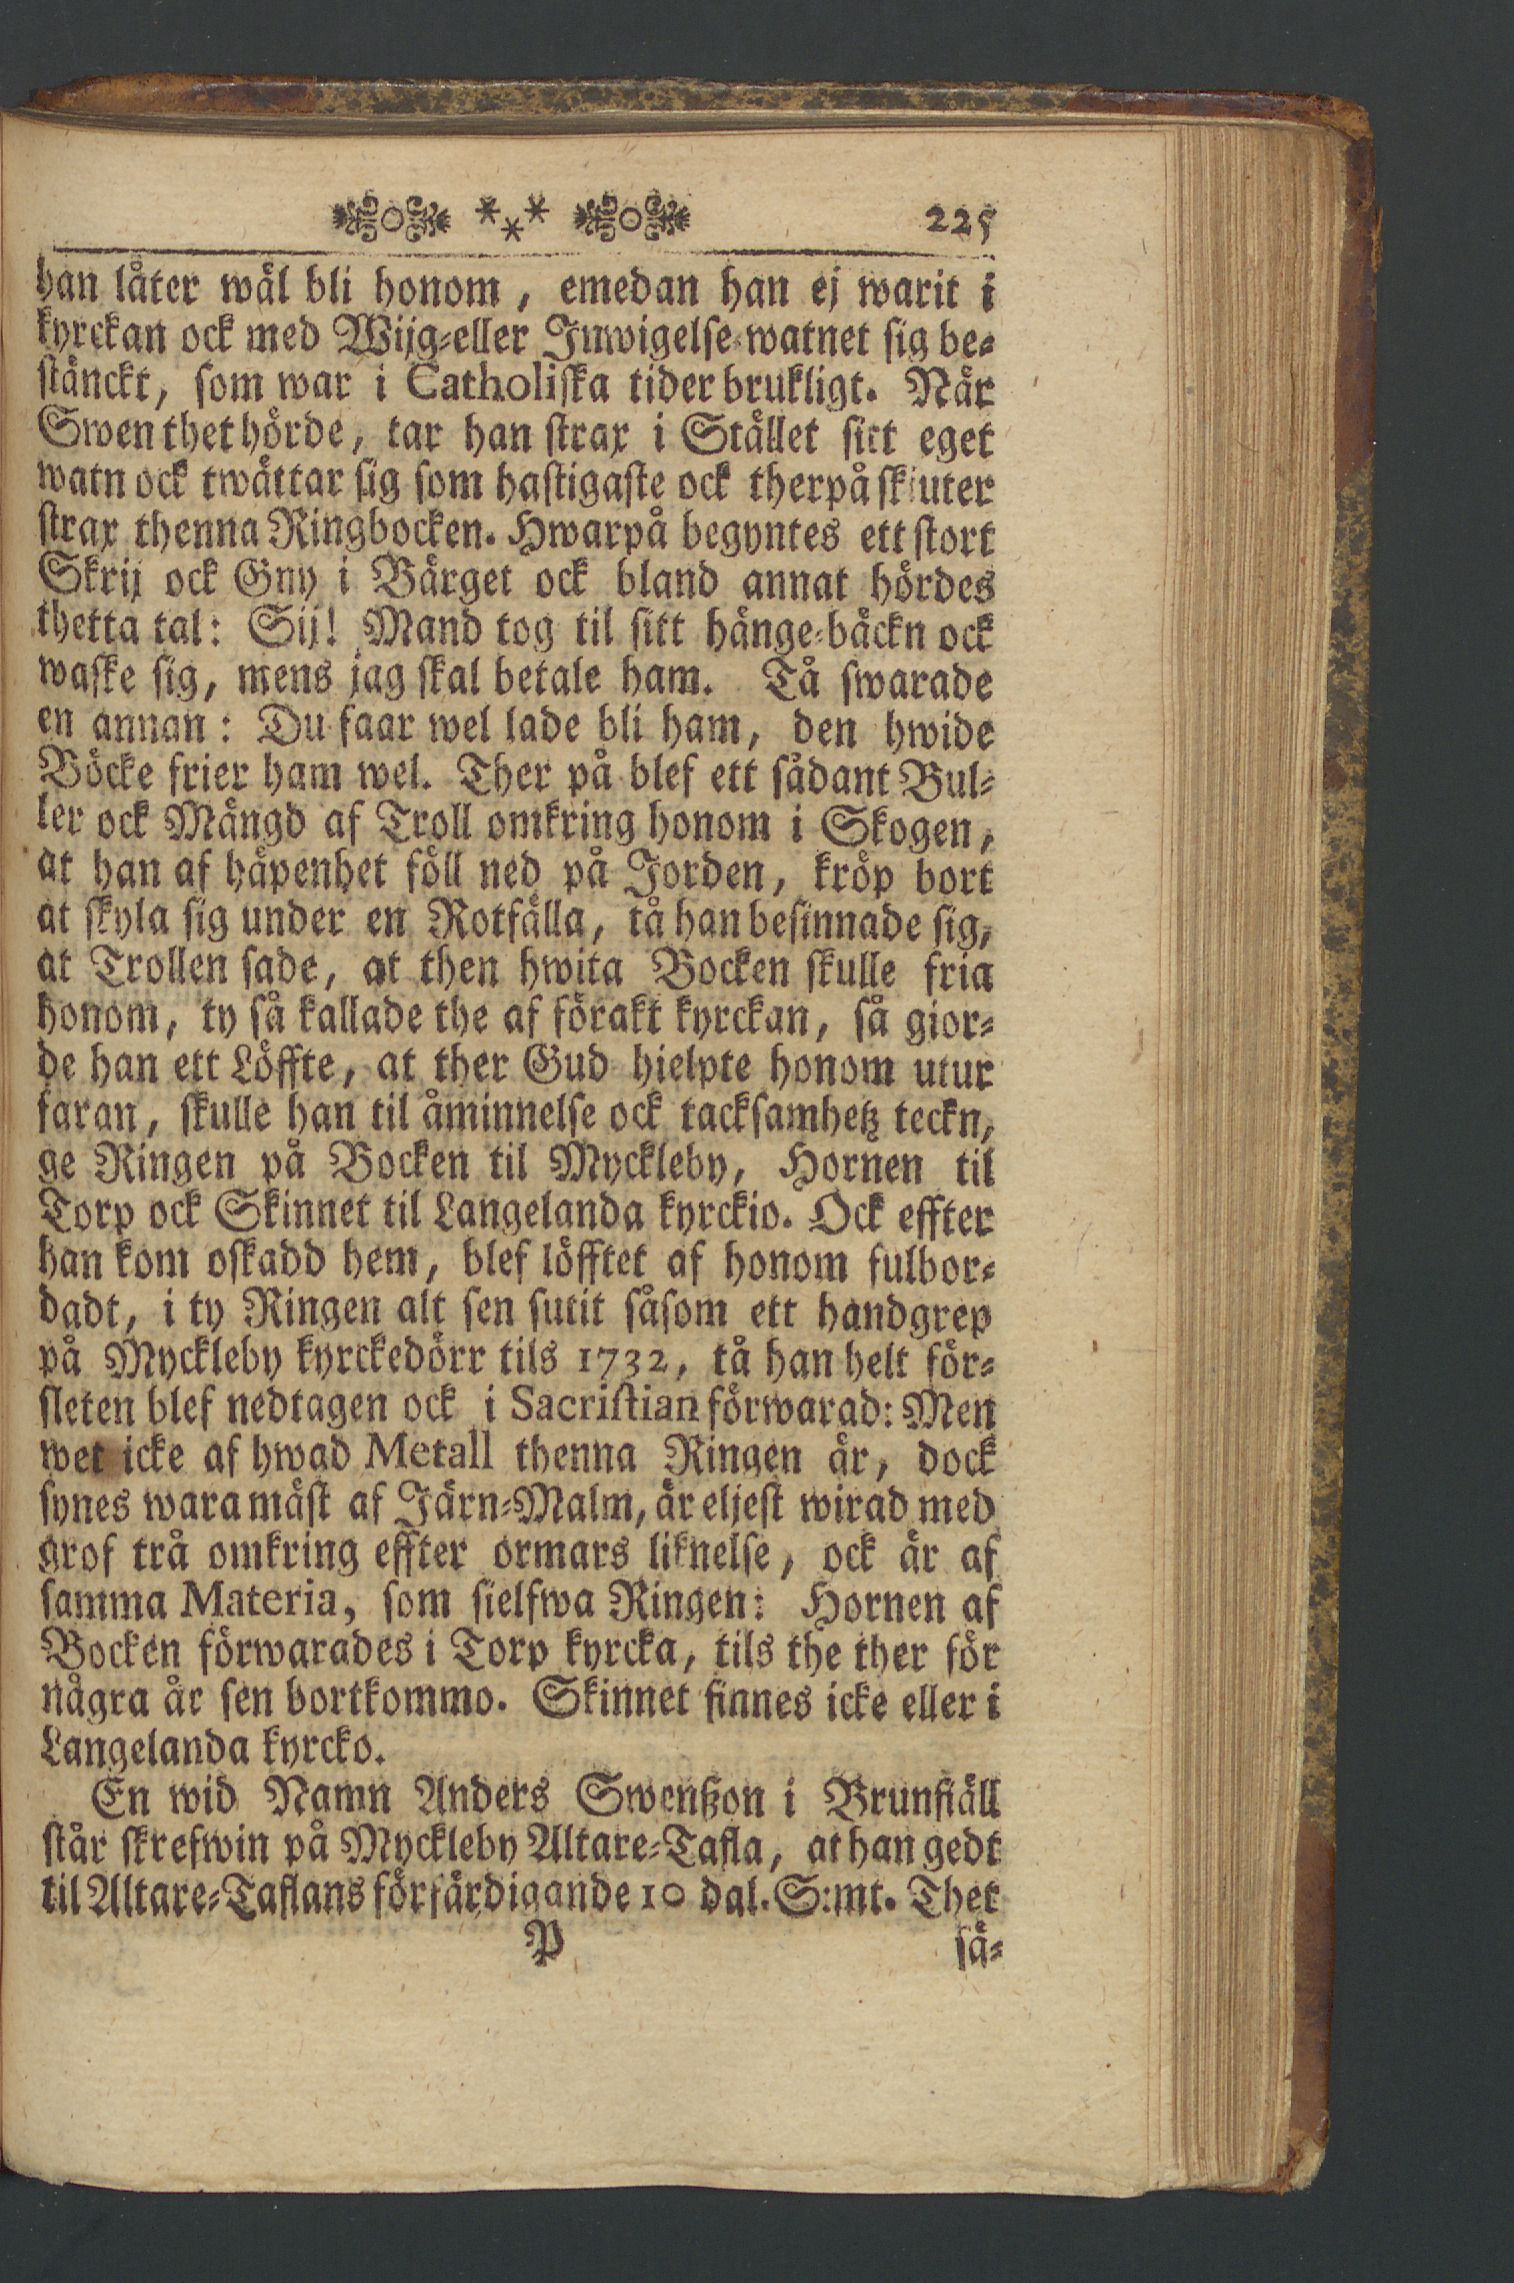 225
han låter wäl bli honom, emedan han ej warit i
kyrckan ock med Wijg-eller Inwigelse-watnet sig be-
stänckt, som war i Catholiska tider brukligt. När
Swen thet hörde, tar han strax i Stället sitt eget
watn ock twättar sig som hastigaste ock therpå skiuter
strax thenna Ringbocken. Hwarpå begyntes ett stort
Skrij ock Gny i Bärget ock bland annat hördes
thetta tal: Sij! Mand tog til sitt hänge-bäckn ock
waske sig, mens jag skal betale ham. Tå swarade
en annan: Du faar wel lade bli ham, den hwide
Böcke frier ham wel. Ther på blef ett sådant Bul-
ler ock Mängd af Troll omkring honom i Skogen,
at han af häpenhet föll ned på Jorden, kröp bort
at skyla sig under en Rotfälla, tå han besinnade sig,
at Trollen sade, at then hwita Bocken skulle fria
honom, ty så kallade the af förakt kyrckan, så gior-
de han ett Löffte, at ther Gud hielpte honom utur
faran, skulle han til åminnelse ock tacksamhetz teckn,
ge Ringen på Bocken til Myckleby, Hornen til
Torp ock Skinnet til Langelanda kyrckio. Ock effter
han kom oskadd hem, blef löfftet af honom fulbor-
dadt, i ty Ringen alt sen sutit såsom ett handgrep
på Myckleby kyrckedörr tils 1732, tå han helt för-
sleten blef nedtagen ock i Sacristian förwarad: Men
wet icke af hwad Metall thenna Ringen är, dock
synes wara mäst af Järn-Malm, är eljest wirad med
grof trå omkring effter ormars liknelse, ock är af
samma Materia, som sielfwa Ringen: Hornen af
Bocken förwarades i Torp kyrcka, tils the ther för
några år sen bortkommo. Skinnet finnes icke eller i
Langelanda kyrcko.
En wid Namn Anders Swenßon i Brunfiäll
står skrefwin på Myckleby Altare-Tafla, at han gedt
til Altare-Taflans förfärdigande 10 dal. S:mt. Thet
P sä-